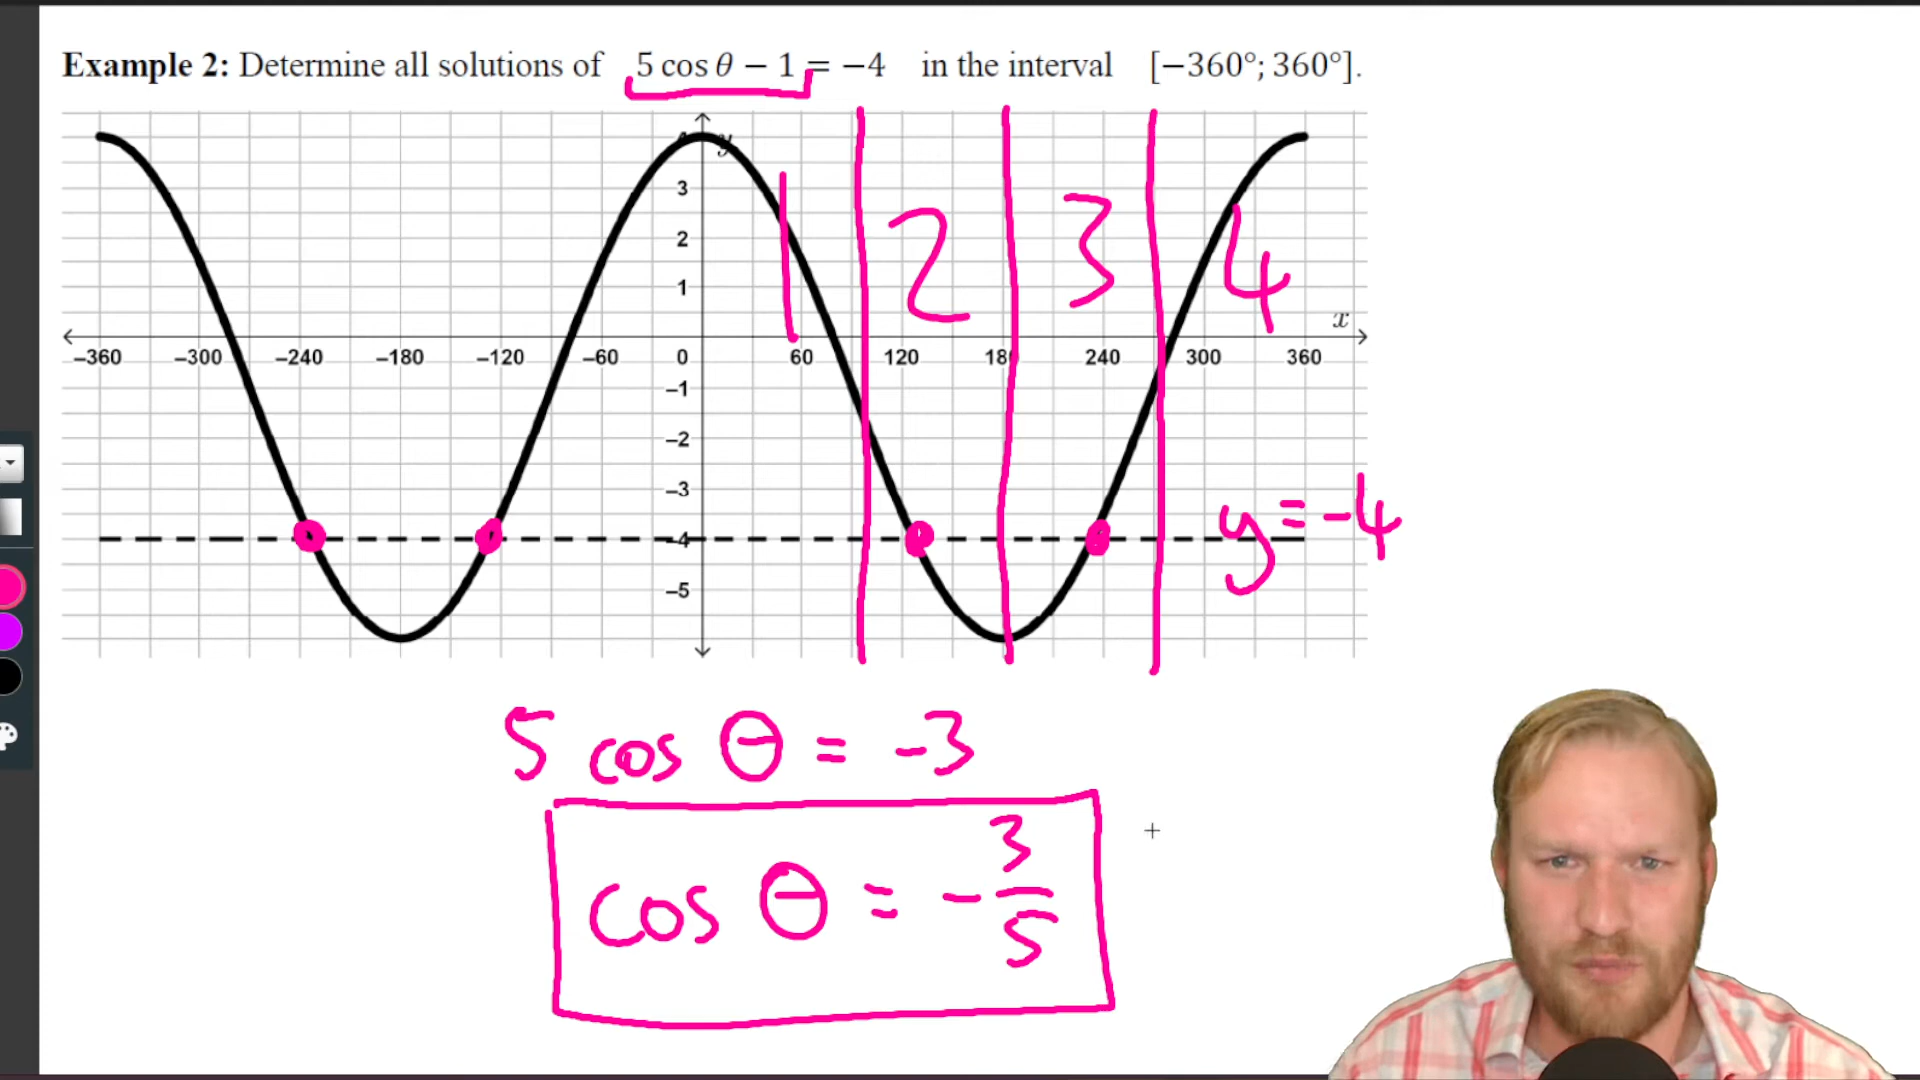 Example 2: Determine all solutions of 5 cos θ − 1 = −4 in the interval [−360°; 360°].
y
3
2
1
1 2 3 4
x
−360 −300 −240 −180 −120 −60 0 60 120 180 240 300 360
−1
−2
−3
−4
y = -4
−5
5 cos θ = -3
cos θ = - 3/5